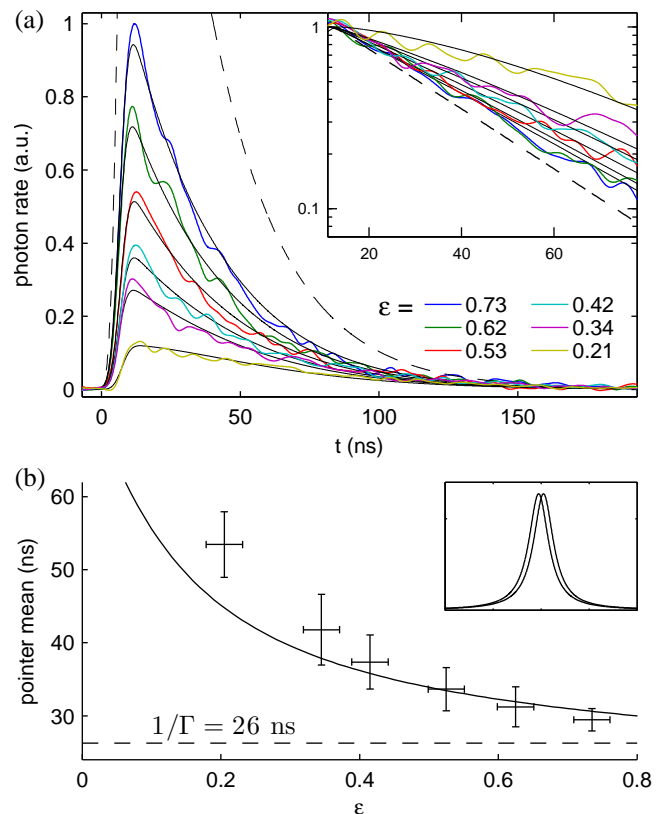 (a)
1
0.8
0.6
0.4
0.2
0
photon rate (a.u.)
1
0.1
20 40 60
ε =
0.73 0.42
0.62 0.34
0.53 0.21
0 50 100 150
t (ns)
(b)
60
50
40
30
pointer mean (ns)
1/Γ = 26 ns
0 0.2 0.4 0.6 0.8
ε